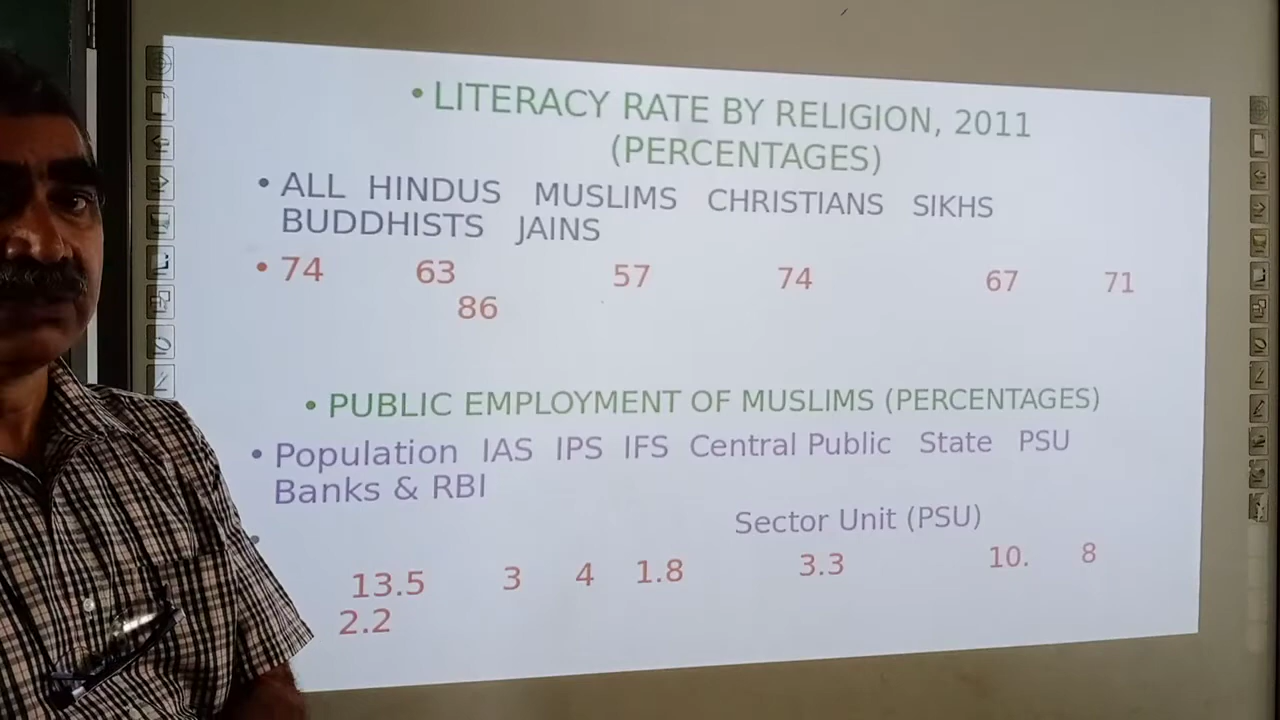 • LITERACY RATE BY RELIGION, 2011
(PERCENTAGES)
• ALL HINDUS MUSLIMS CHRISTIANS SIKHS
BUDDHISTS JAINS
• 74 63 57 74 67 71
86
• PUBLIC EMPLOYMENT OF MUSLIMS (PERCENTAGES)
• Population IAS IPS IFS Central Public State PSU
Banks & RBI
• Sector Unit (PSU)
13.5 3 4 1.8 3.3 10. 8
2.2